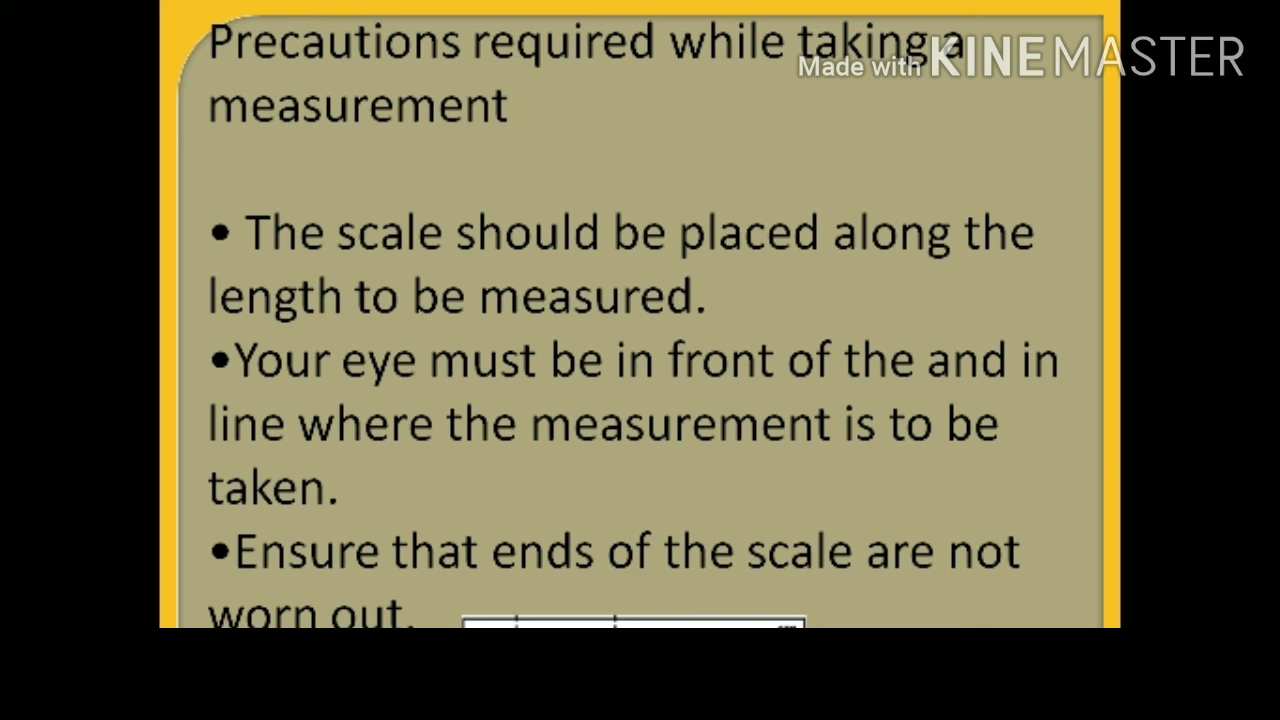 Precautions required while taking a
Made with KINEMASTER
measurement
• The scale should be placed along the
length to be measured.
•Your eye must be in front of the and in
line where the measurement is to be
taken.
•Ensure that ends of the scale are not
worn out.